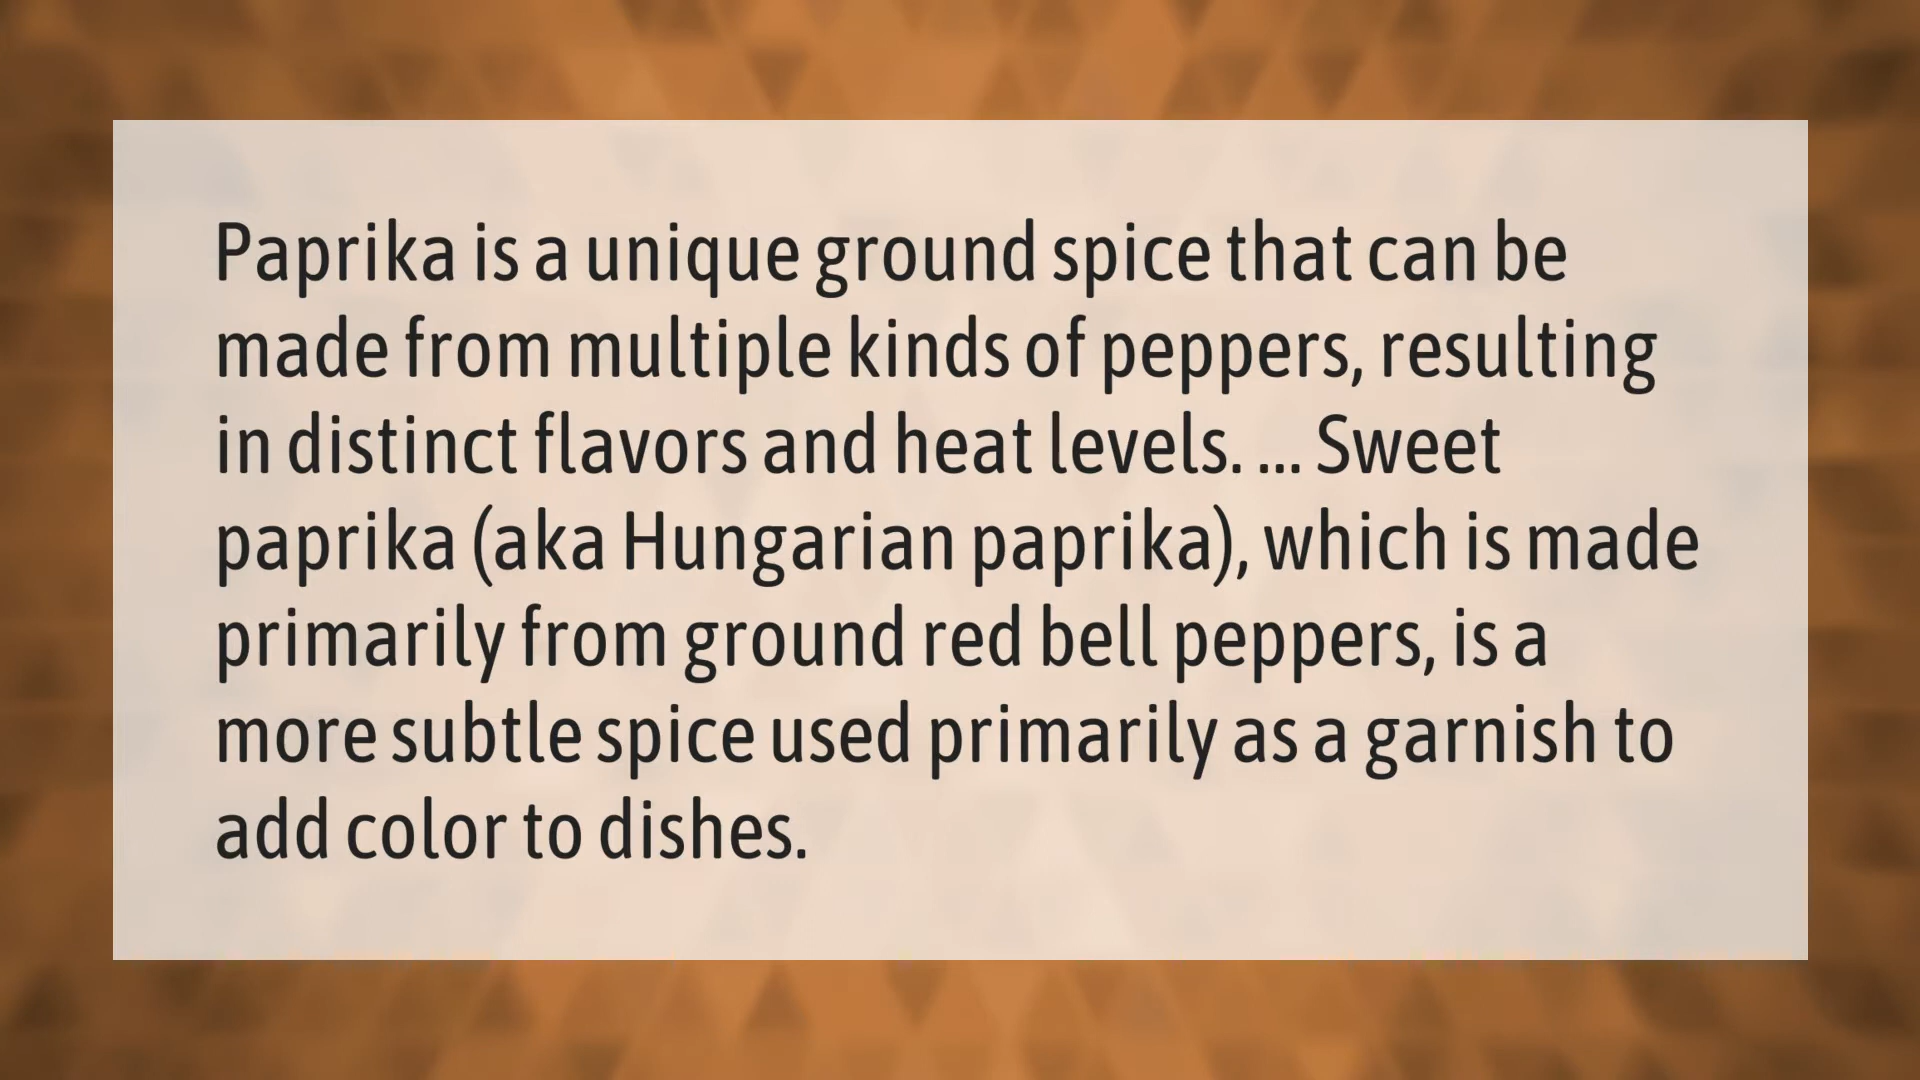 Paprika is a unique ground spice that can be
made from multiple kinds of peppers, resulting
in distinct flavors and heat levels. ... Sweet
paprika (aka Hungarian paprika), which is made
primarily from ground red bell peppers, is a
more subtle spice used primarily as a garnish to
add color to dishes.